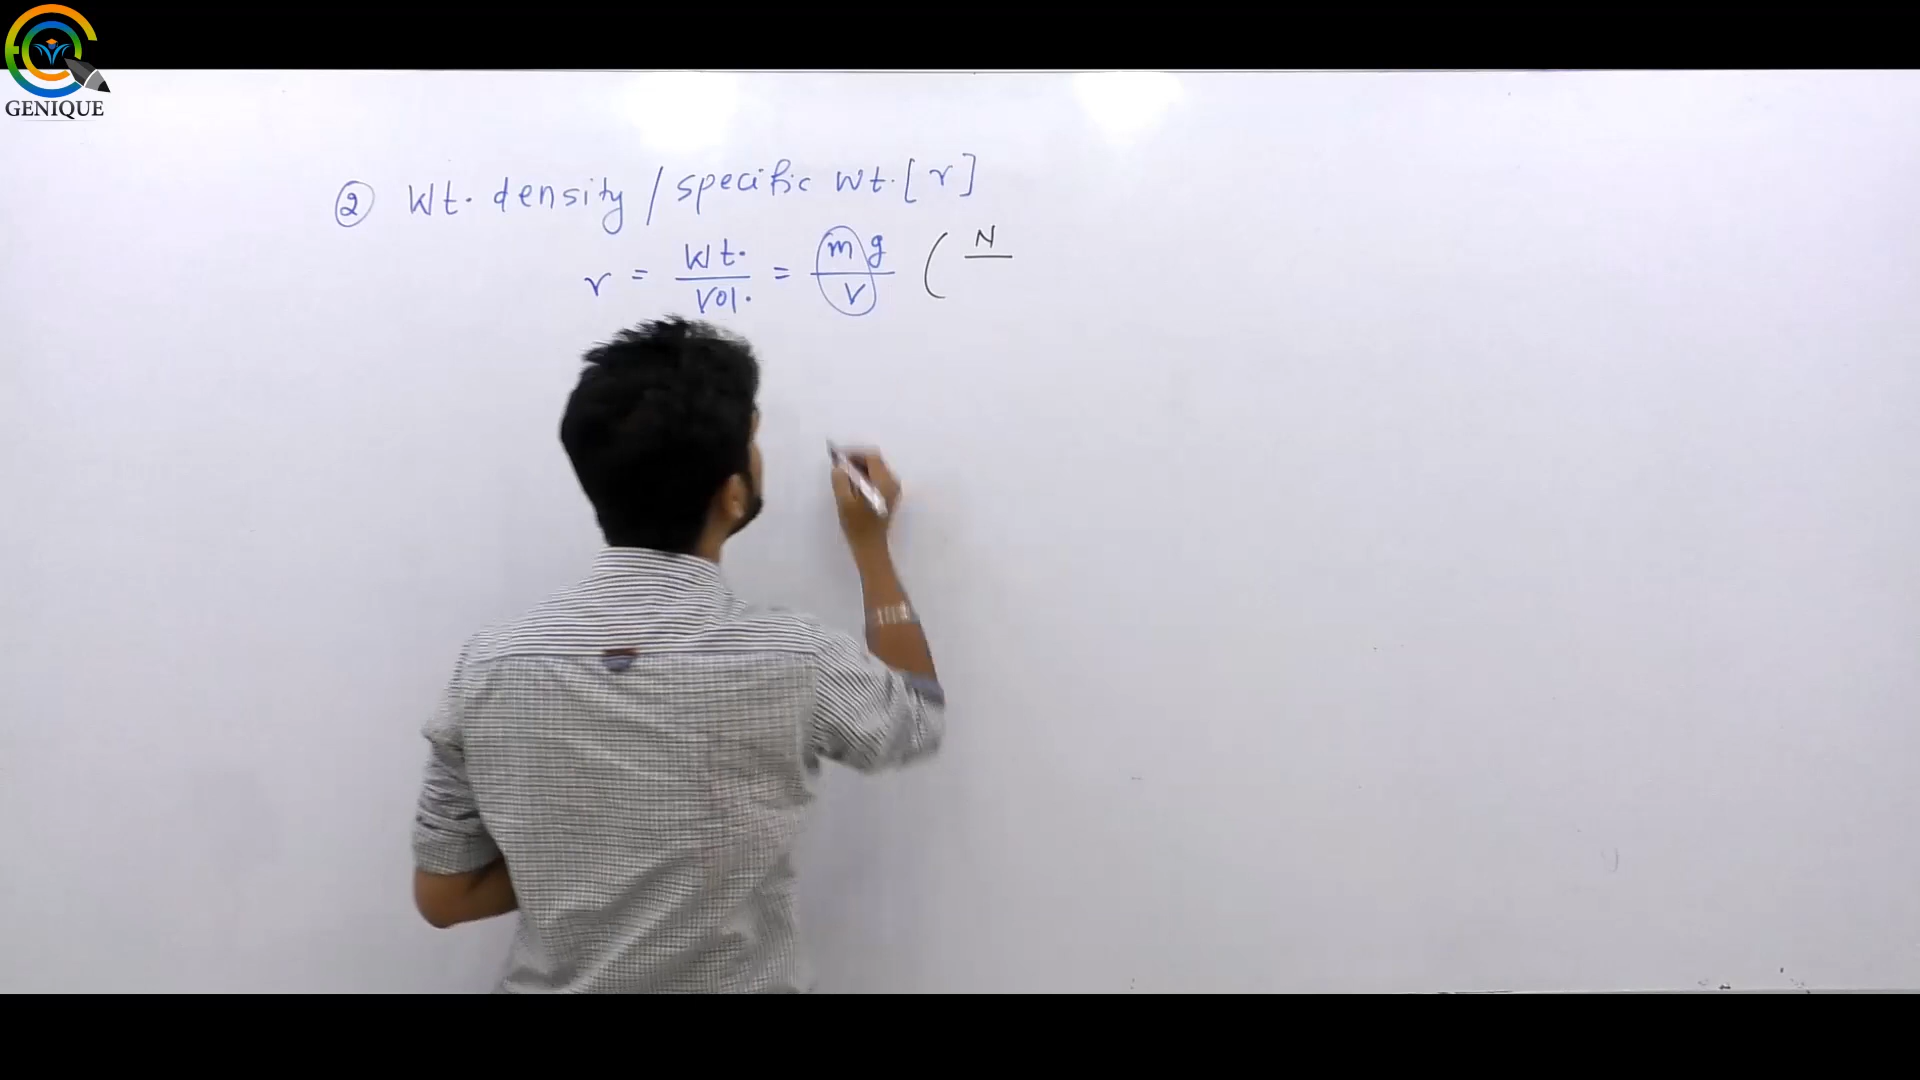 GENIQUE
② Wt. density / specific wt. [r]
r = Wt. / Vol. = mg / V ( N /